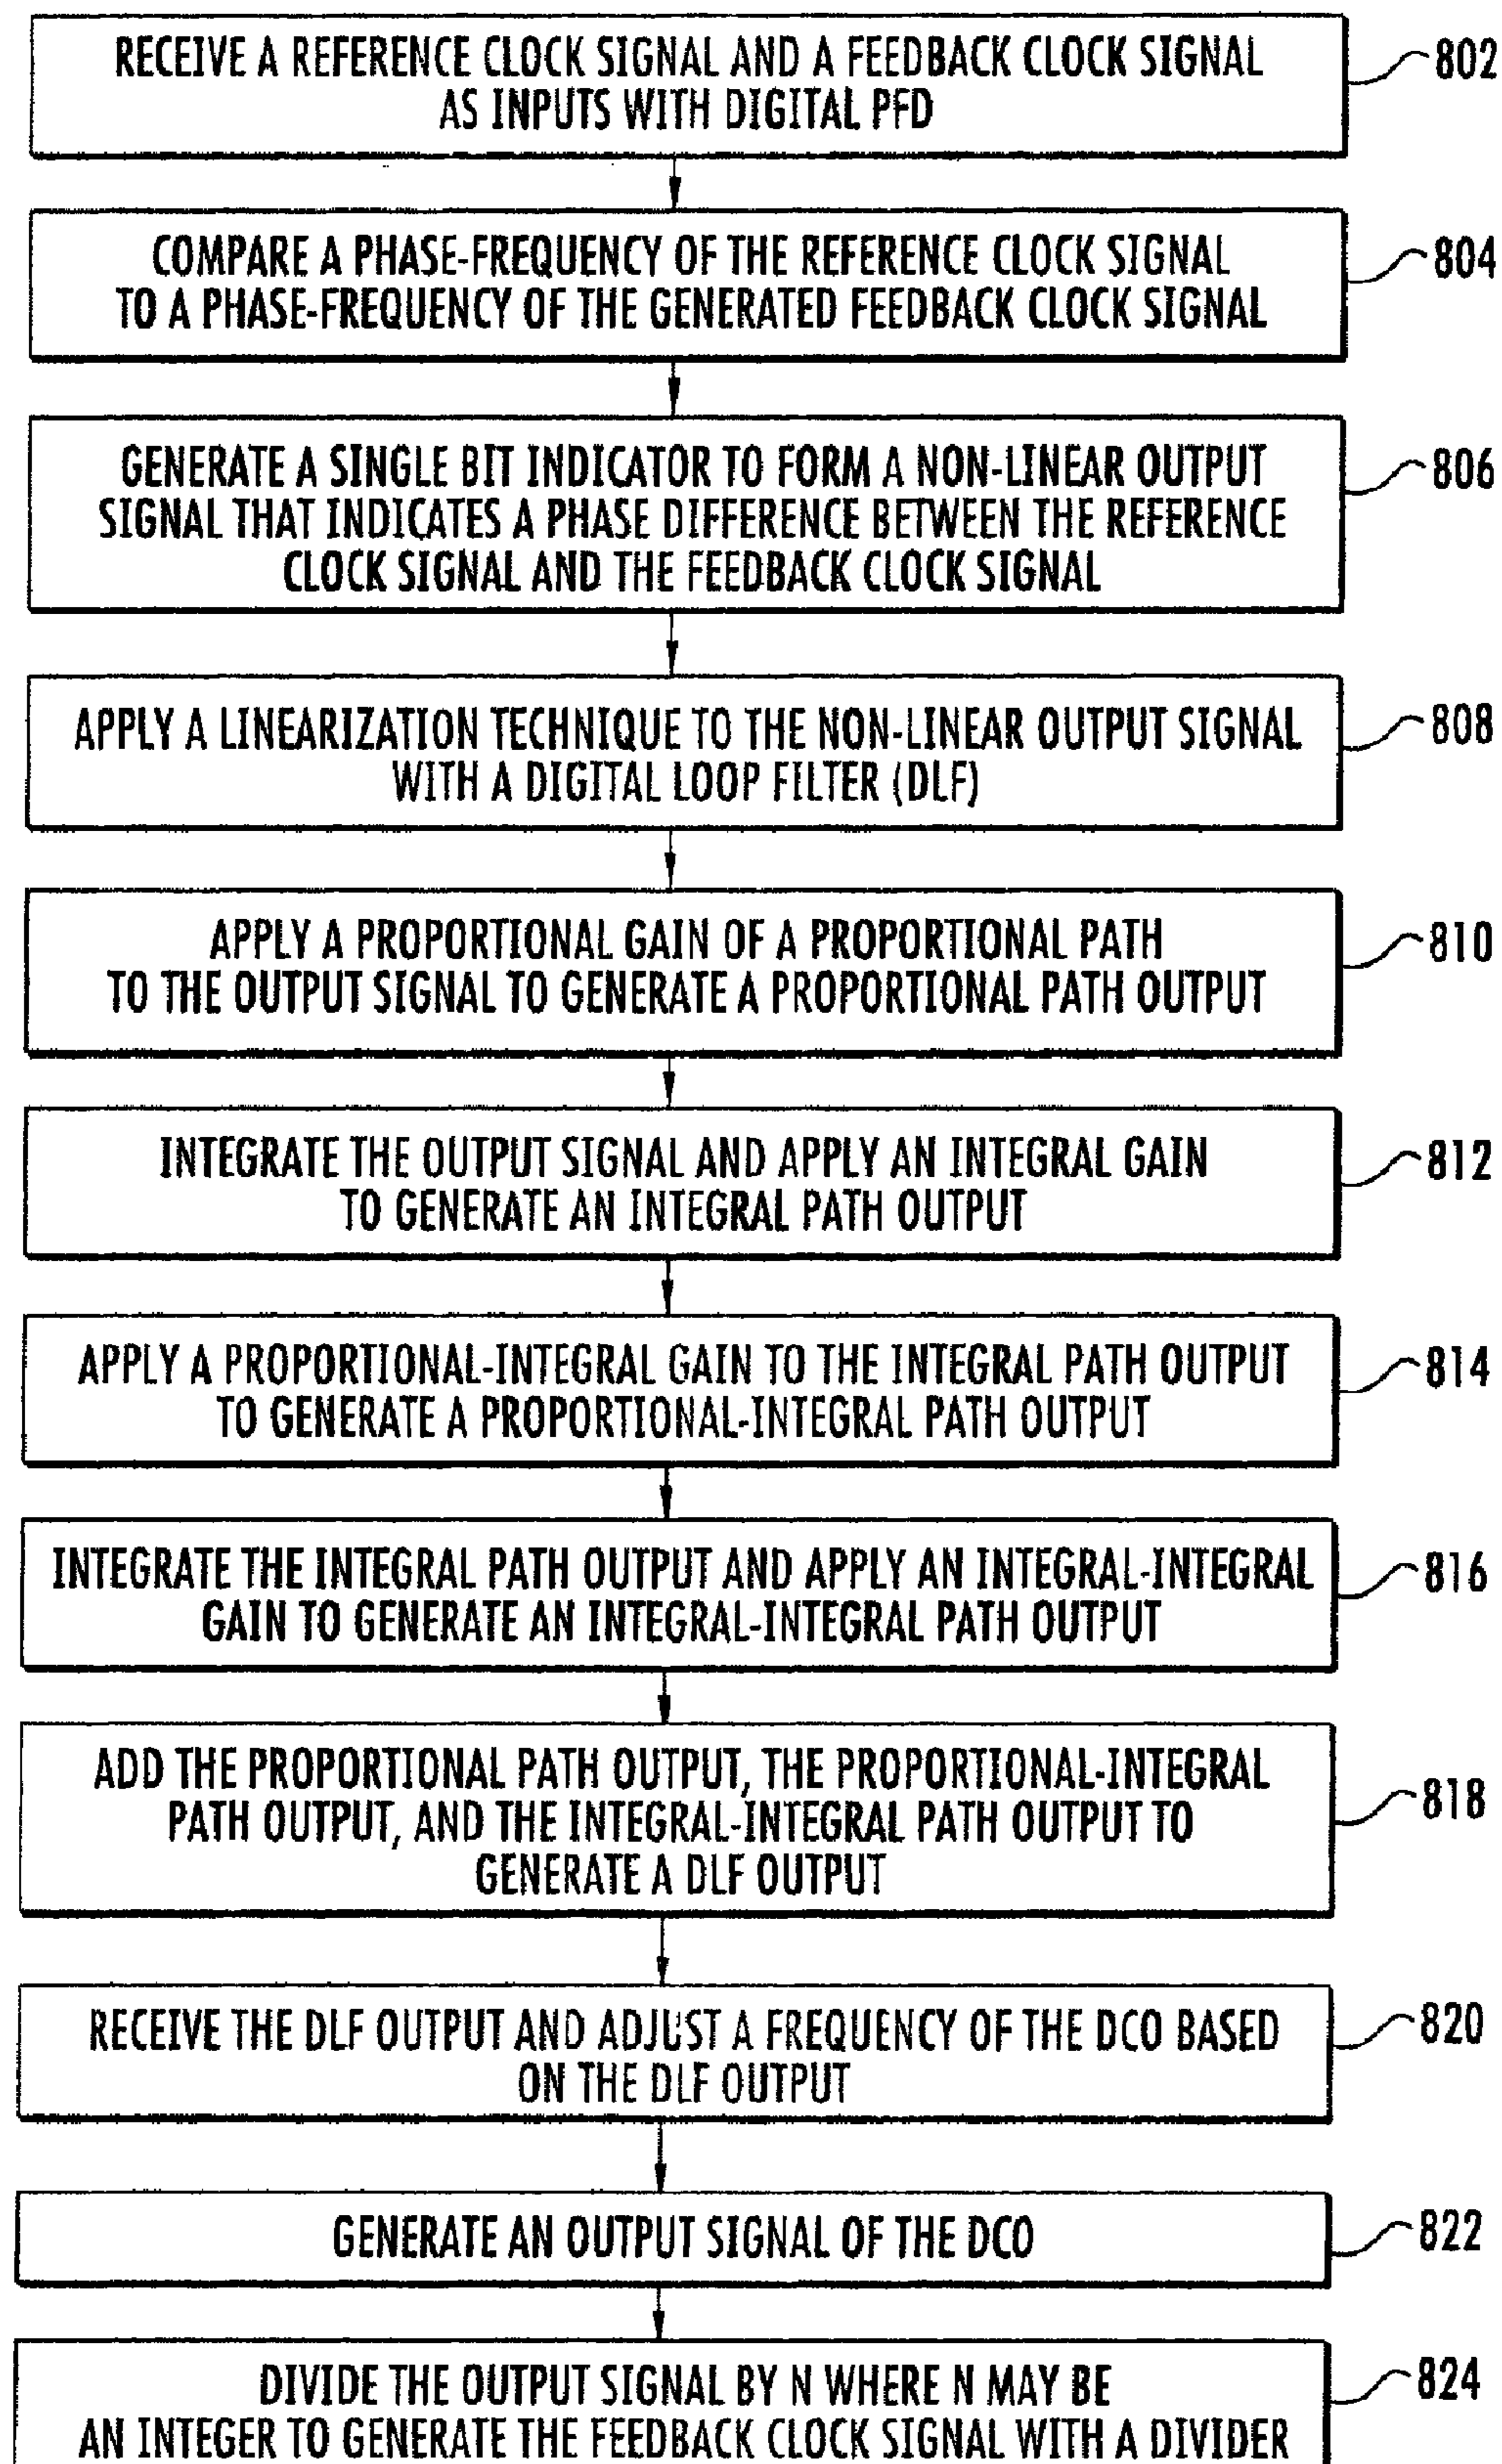 RECEIVE A REFERENCE CLOCK SIGNAL AND A FEEDBACK CLOCK SIGNAL
AS INPUTS WITH DIGITAL PFD
802
COMPARE A PHASE-FREQUENCY OF THE REFERENCE CLOCK SIGNAL
TO A PHASE-FREQUENCY OF THE GENERATED FEEDBACK CLOCK SIGNAL
804
GENERATE A SINGLE BIT INDICATOR TO FORM A NON-LINEAR OUTPUT
SIGNAL THAT INDICATES A PHASE DIFFERENCE BETWEEN THE REFERENCE
CLOCK SIGNAL AND THE FEEDBACK CLOCK SIGNAL
806
APPLY A LINEARIZATION TECHNIQUE TO THE NON-LINEAR OUTPUT SIGNAL
WITH A DIGITAL LOOP FILTER (DLF)
808
APPLY A PROPORTIONAL GAIN OF A PROPORTIONAL PATH
TO THE OUTPUT SIGNAL TO GENERATE A PROPORTIONAL PATH OUTPUT
810
INTEGRATE THE OUTPUT SIGNAL AND APPLY AN INTEGRAL GAIN
TO GENERATE AN INTEGRAL PATH OUTPUT
812
APPLY A PROPORTIONAL-INTEGRAL GAIN TO THE INTEGRAL PATH OUTPUT
TO GENERATE A PROPORTIONAL-INTEGRAL PATH OUTPUT
814
INTEGRATE THE INTEGRAL PATH OUTPUT AND APPLY AN INTEGRAL-INTEGRAL
GAIN TO GENERATE AN INTEGRAL-INTEGRAL PATH OUTPUT
816
ADD THE PROPORTIONAL PATH OUTPUT, THE PROPORTIONAL-INTEGRAL
PATH OUTPUT, AND THE INTEGRAL-INTEGRAL PATH OUTPUT TO
GENERATE A DLF OUTPUT
818
RECEIVE THE DLF OUTPUT AND ADJUST A FREQUENCY OF THE DCO BASED
ON THE DLF OUTPUT
820
GENERATE AN OUTPUT SIGNAL OF THE DCO
822
DIVIDE THE OUTPUT SIGNAL BY N WHERE N MAY BE
AN INTEGER TO GENERATE THE FEEDBACK CLOCK SIGNAL WITH A DIVIDER
824